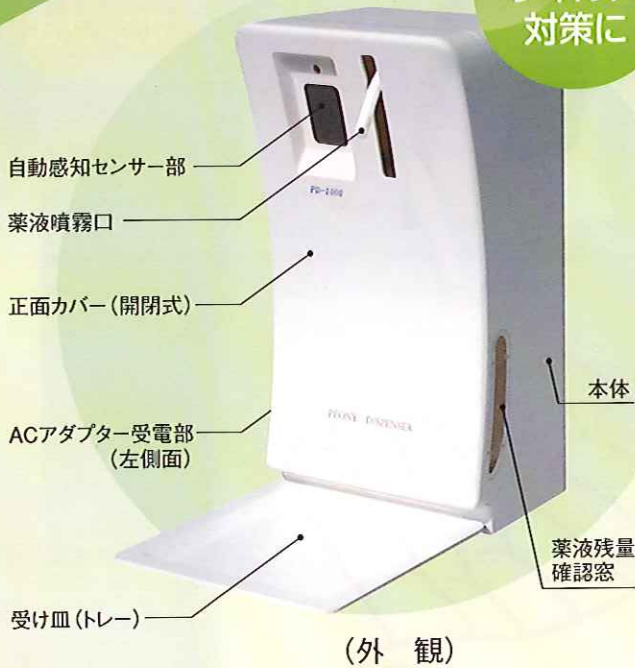 対策に
自動感知センサー部
薬液噴霧口
正面カバー(開閉式)
ACアダプター受電部
(左側面)
受け皿(トレー)
本体
薬液残量
確認窓
DISPENSER
(外 観)